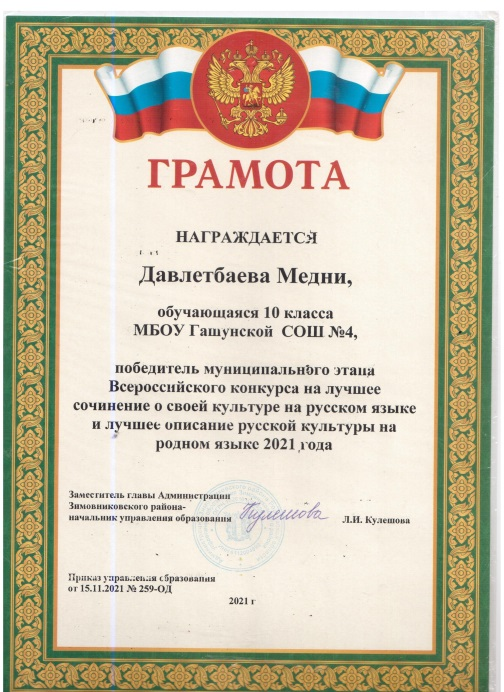 ГРАМОТА
НАГРАЖДАЕТСЯ
Давлетбаева Медни,
обучающаяся 10 класса
МБОУ Гашунской СОШ №4,
победитель муниципального этапа
Всероссийского конкурса на лучшее
сочинение о своей культуре на русском языке
и лучшее описание русской культуры на
родном языке 2021 года
Заместитель главы Администрации
Зимовниковского района-
начальник управления образования Кулешова Л.И. Кулешова
Приказ управления образования
от 15.11.2021 № 259-ОД
2021 г